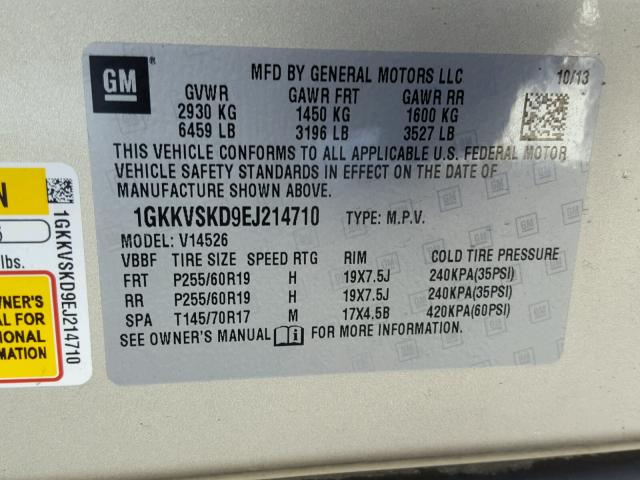 GM
®
MFD BY GENERAL MOTORS LLC 10/13
GVWR GAWR FRT GAWR RR
2930 KG 1450 KG 1600 KG
6459 LB 3196 LB 3527 LB
THIS VEHICLE CONFORMS TO ALL APPLICABLE U.S. FEDERAL MOTOR
VEHICLE SAFETY STANDARDS IN EFFECT ON THE DATE OF
MANUFACTURE SHOWN ABOVE.
1GKKVSKD9EJ214710 TYPE: M.P.V.
MODEL: V14526
VBBF TIRE SIZE SPEED RTG RIM COLD TIRE PRESSURE
FRT P255/60R19 H 19X7.5J 240KPA(35PSI)
RR P255/60R19 H 19X7.5J 240KPA(35PSI)
SPA T145/70R17 M 17X4.5B 420KPA(60PSI)
SEE OWNER'S MANUAL i FOR MORE INFORMATION.
N
lbs.
OWNER'S
AL FOR
TIONAL
MATION
1GKKVSKD9EJ214710